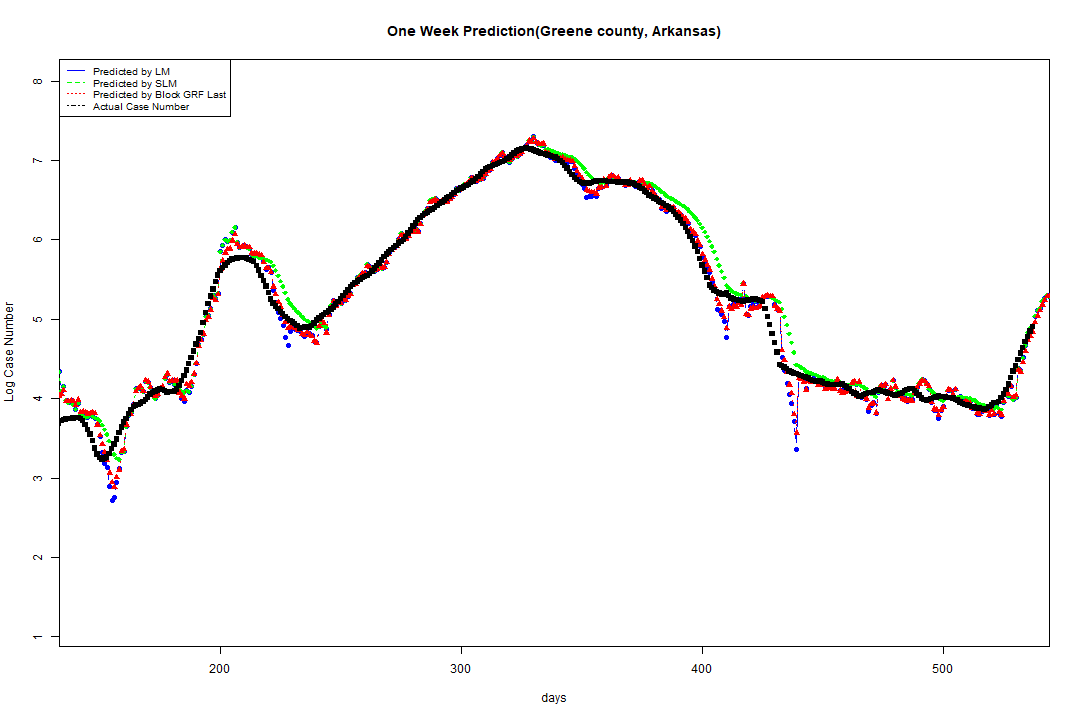 One Week Prediction(Greene county, Arkansas)
Predicted by LM
Predicted by SLM
Predicted by Block GRF Last
Actual Case Number
Log Case Number
8
7
6
5
4
3
2
1
200 300 400 500
days